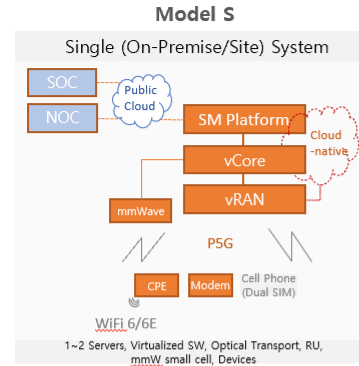 Model S
Single (On-Premise/Site) System
SOC
NOC
Public
Cloud
SM Platform
Cloud
-native
vCore
vRAN
mmWave
P5G
CPE
Modem
Cell Phone
(Dual SIM)
WiFi 6/6E
1~2 Servers, Virtualized SW, Optical Transport, RU,
mmW small cell, Devices